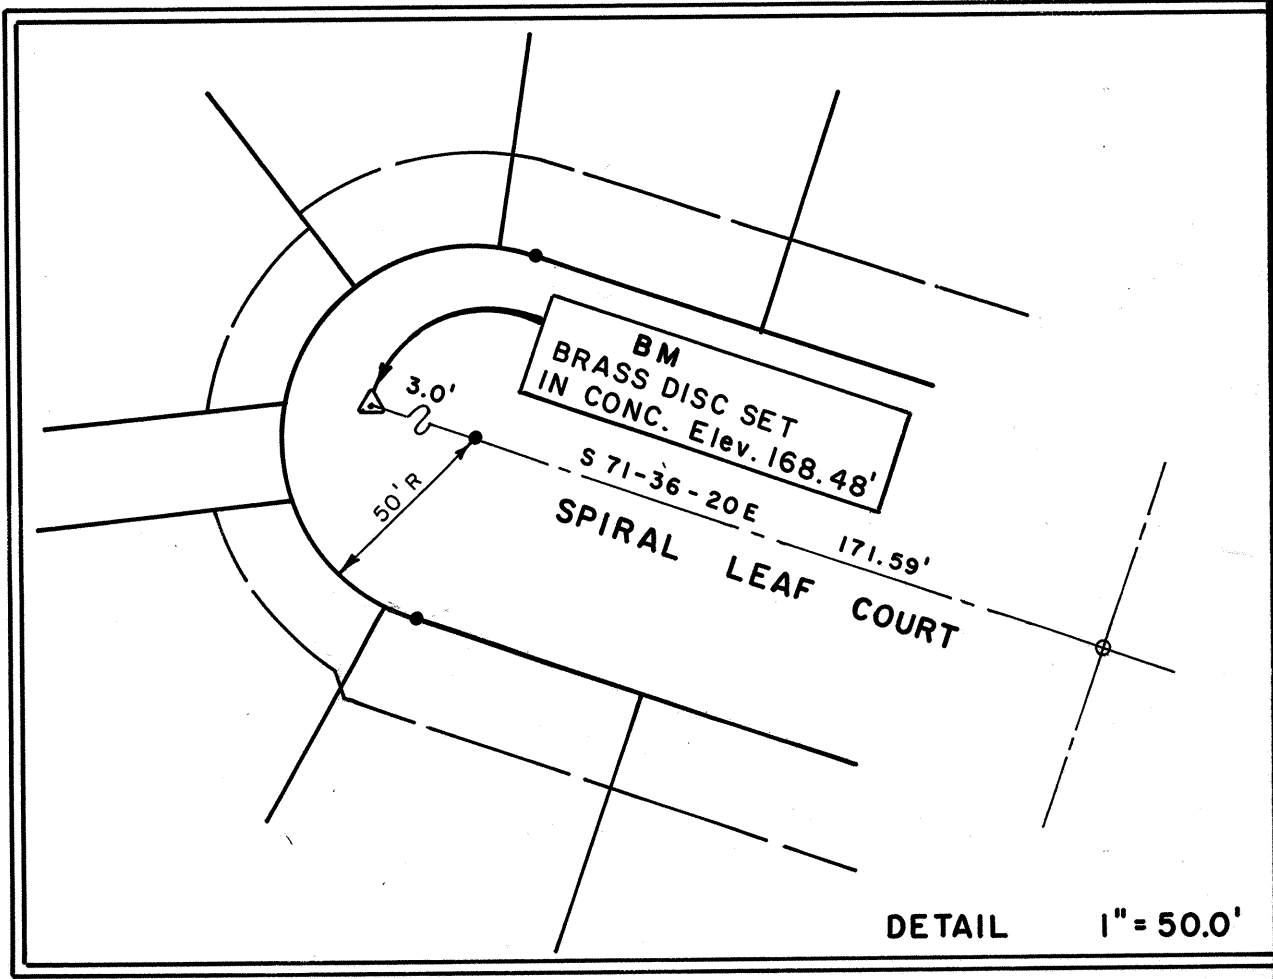 BM
BRASS DISC SET
IN CONC. Elev. 168.48'
3.0'
S 71-36-20E
171.59'
50' R
SPIRAL LEAF COURT
DETAIL 1" = 50.0'